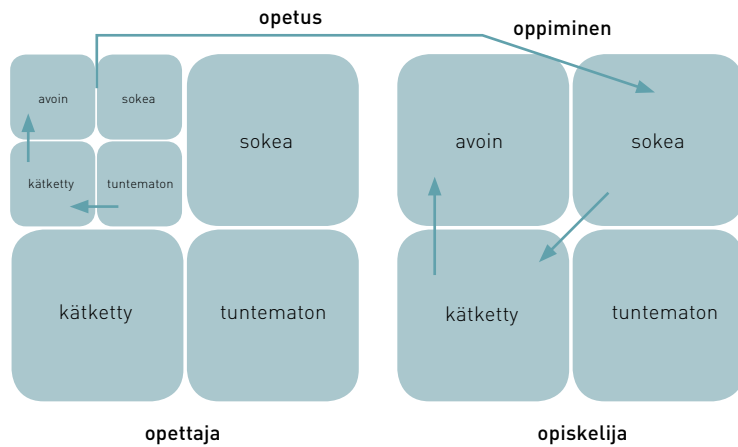 opetus
oppiminen
avoin
sokea
kätketty
tuntematon
sokea
kätketty
tuntematon
avoin
sokea
kätketty
tuntematon
opettaja
opiskelija